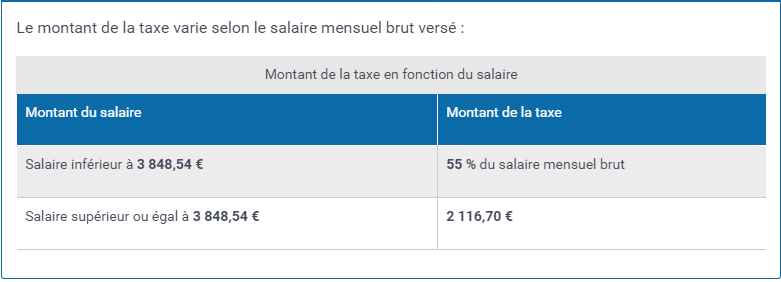 Le montant de la taxe varie selon le salaire mensuel brut versé :
Montant de la taxe en fonction du salaire
Montant du salaire
Montant de la taxe
Salaire inférieur à 3 848,54 €
55 % du salaire mensuel brut
Salaire supérieur ou égal à 3 848,54 €
2 116,70 €